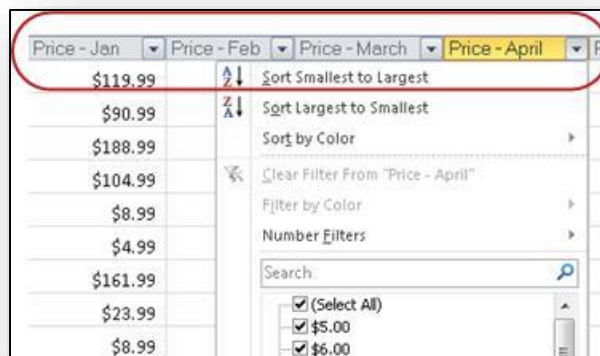 Price - Jan Price - Feb Price - March Price - April
$119.99 Sort Smallest to Largest
$90.99 Sort Largest to Smallest
$188.99 Sort by Color
$104.99 Clear Filter From "Price - April"
$8.99 Filter by Color
$4.99 Number Filters
$161.99 Search
$23.99 (Select All)
$5.00
$8.99 $6.00